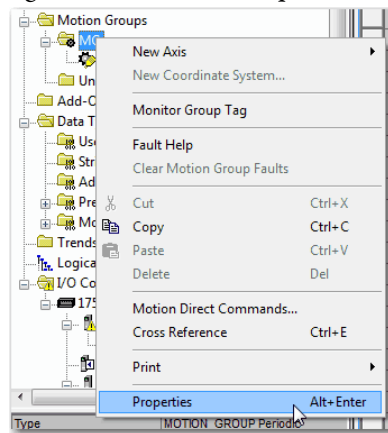 Motion Groups
MG
New Axis
Un
New Coordinate System...
Add-O
Monitor Group Tag
Data T
Use
Fault Help
Str
Clear Motion Group Faults
Ad
Pre
Cut Ctrl+X
Mo
Copy Ctrl+C
Trends
Paste Ctrl+V
Logica
Delete Del
I/O Co
175
Motion Direct Commands...
Cross Reference Ctrl+E
Print
Properties Alt+Enter
Type MOTION_GROUP Periodic